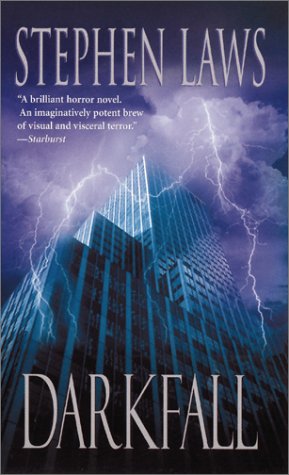 STEPHEN LAWS
"A brilliant horror novel.
An imaginatively potent brew
of visual and visceral terror."
—Starburst
DARKFALL